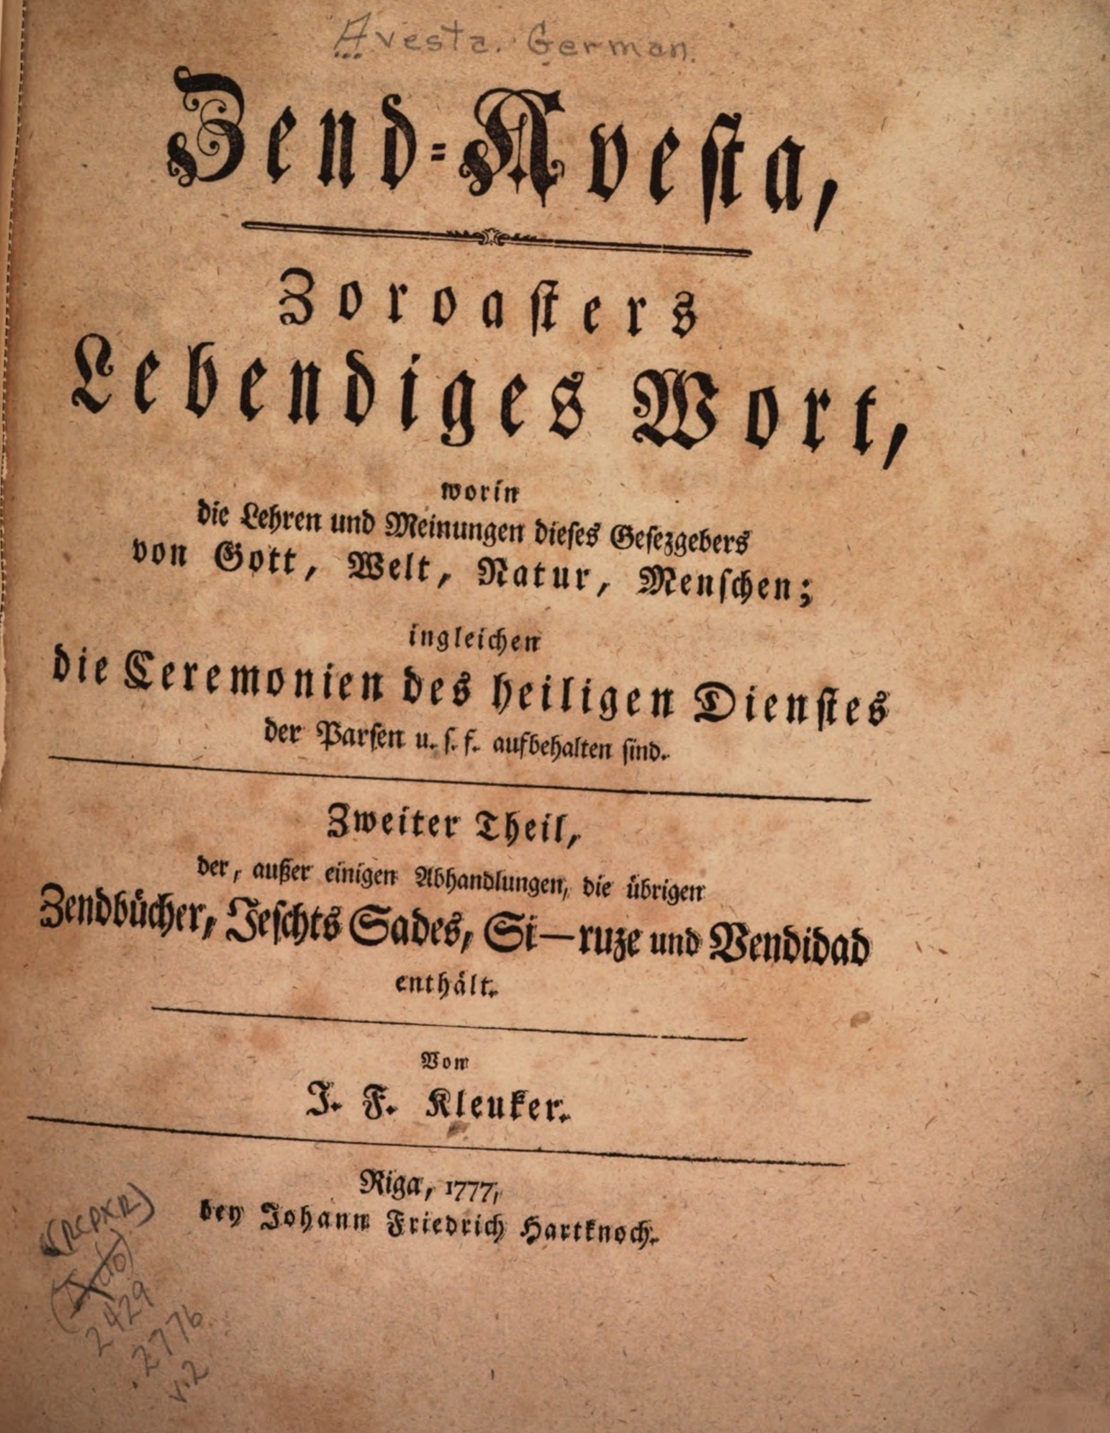 Avesta. German.
Zend-Avesta,
Zoroasters
Lebendiges Wort,
worin
die Lehren und Meinungen dieses Gesezgebers
von Gott, Welt, Natur, Menschen;
ingleichen
die Ceremonien des heiligen Dienstes
der Parsen u. s. f. aufbehalten sind.
Zweiter Theil,
der, außer einigen Abhandlungen, die übrigen
Zendbücher, Jeschts Sades, Si—ruze und Vendidad
enthält.
Von
J. F. Kleuker.
Riga, 1777,
bey Johann Friedrich Hartknoch.
(RCPXR)
2429
.2776
v.2